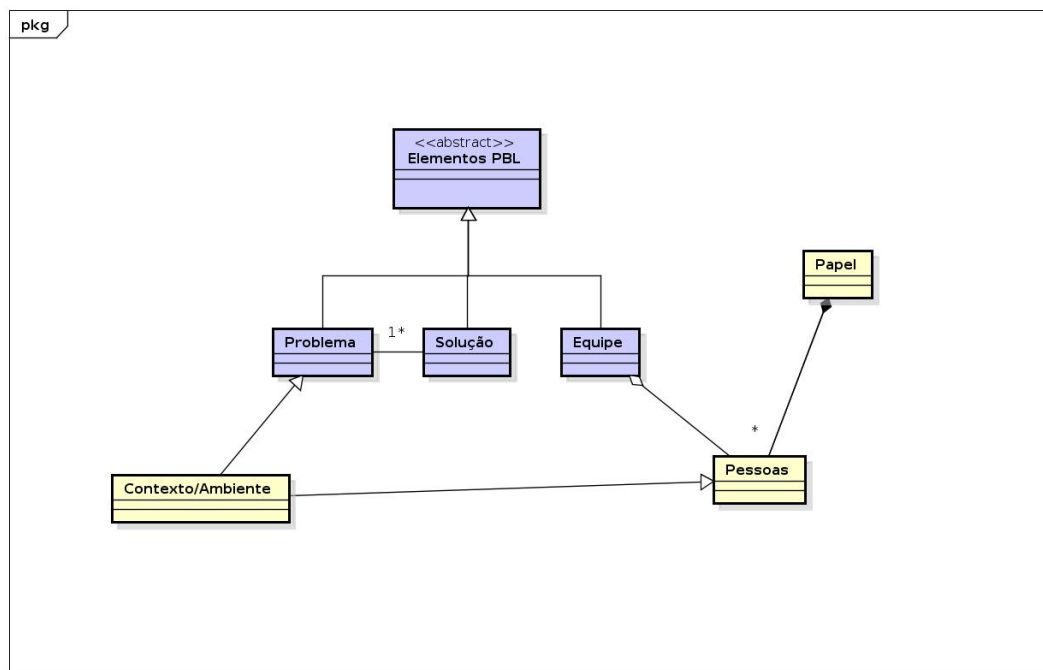 pkg
<<abstract>>
Elementos PBL
Papel
1*
Problema
Solução
Equipe
*
Pessoas
Contexto/Ambiente